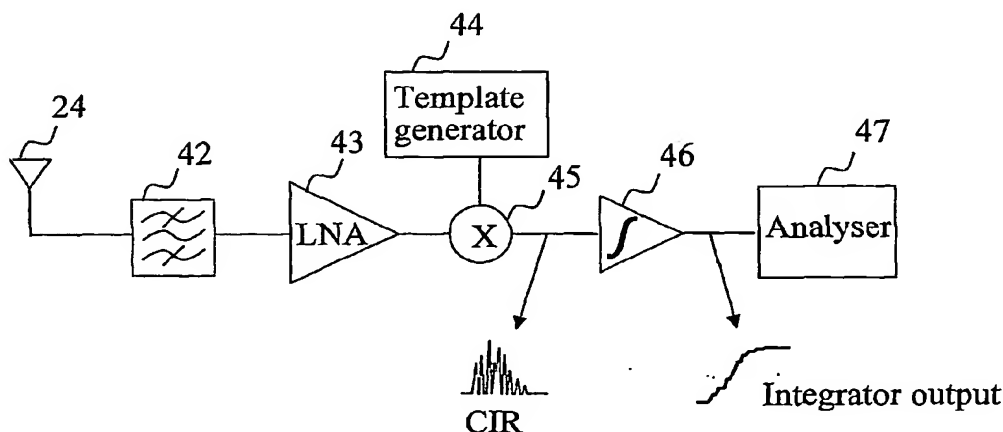 44
Template
generator
24
42
43
45
46
47
LNA
X
∫
Analyser
CIR
Integrator output